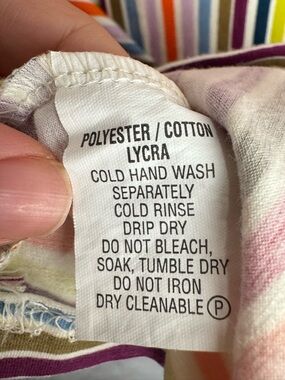 POLYESTER / COTTON
LYCRA
COLD HAND WASH
SEPARATELY
COLD RINSE
DRIP DRY
DO NOT BLEACH,
SOAK, TUMBLE DRY
DO NOT IRON
DRY CLEANABLE Ⓟ